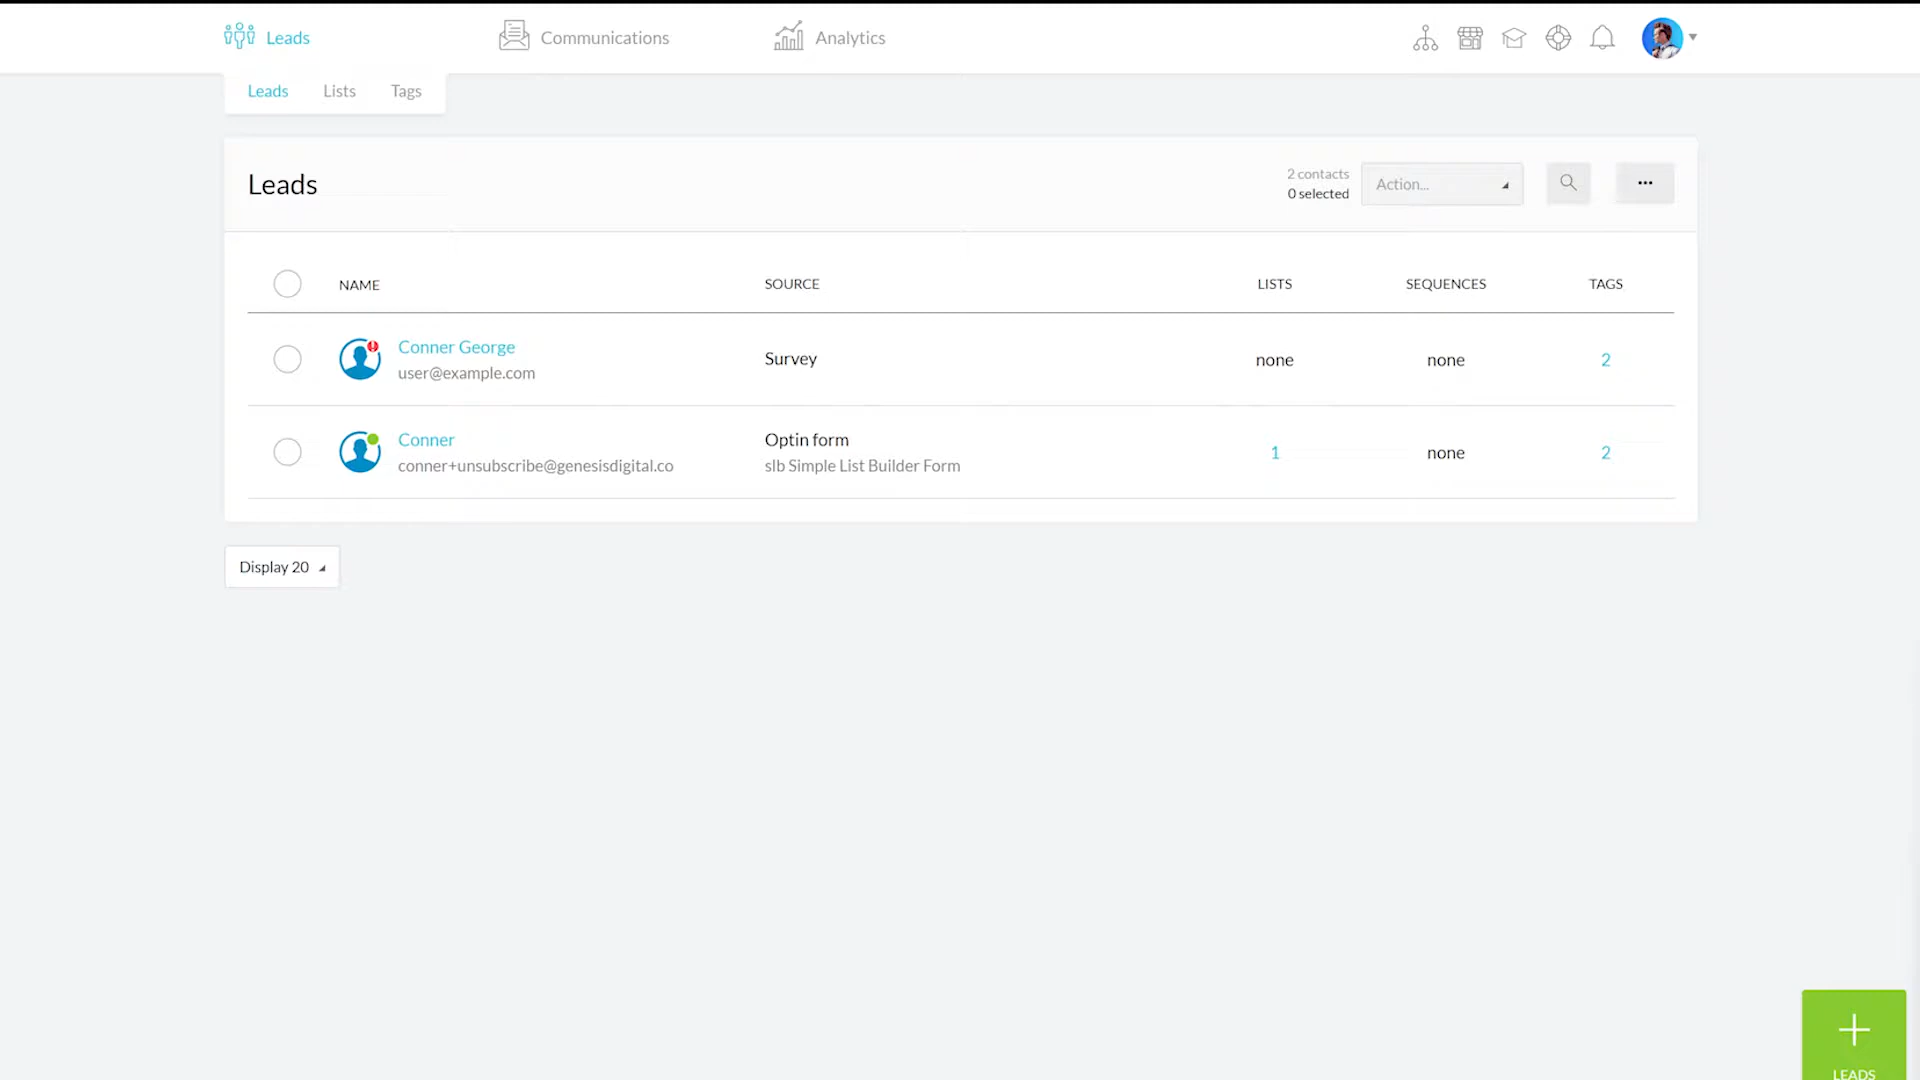 Leads
Communications
Analytics
Leads
Lists
Tags
Leads
2 contacts
0 selected
Action...
NAME
SOURCE
LISTS
SEQUENCES
TAGS
Conner George
user@example.com
Survey
none
none
2
Conner
conner+unsubscribe@genesisdigital.co
Optin form
slb Simple List Builder Form
1
none
2
Display 20
LEADS